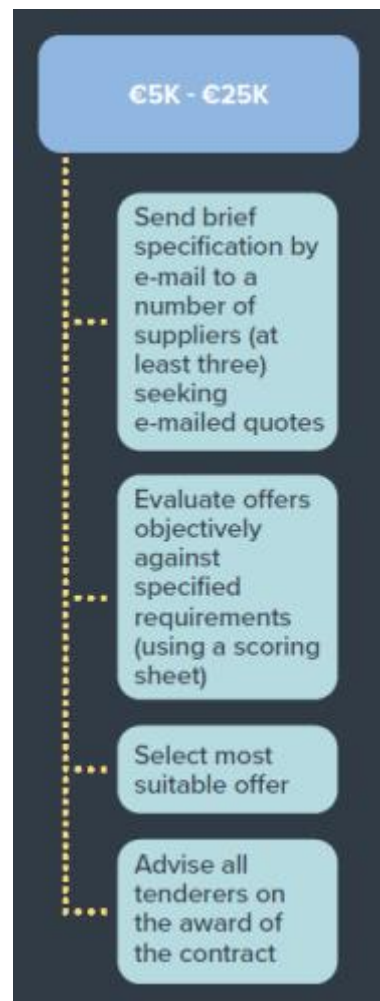 €5K - €25K
Send brief
specification by
e-mail to a
number of
suppliers (at
least three)
seeking
e-mailed quotes
Evaluate offers
objectively
against
specified
requirements
(using a scoring
sheet)
Select most
suitable offer
Advise all
tenderers on
the award of
the contract